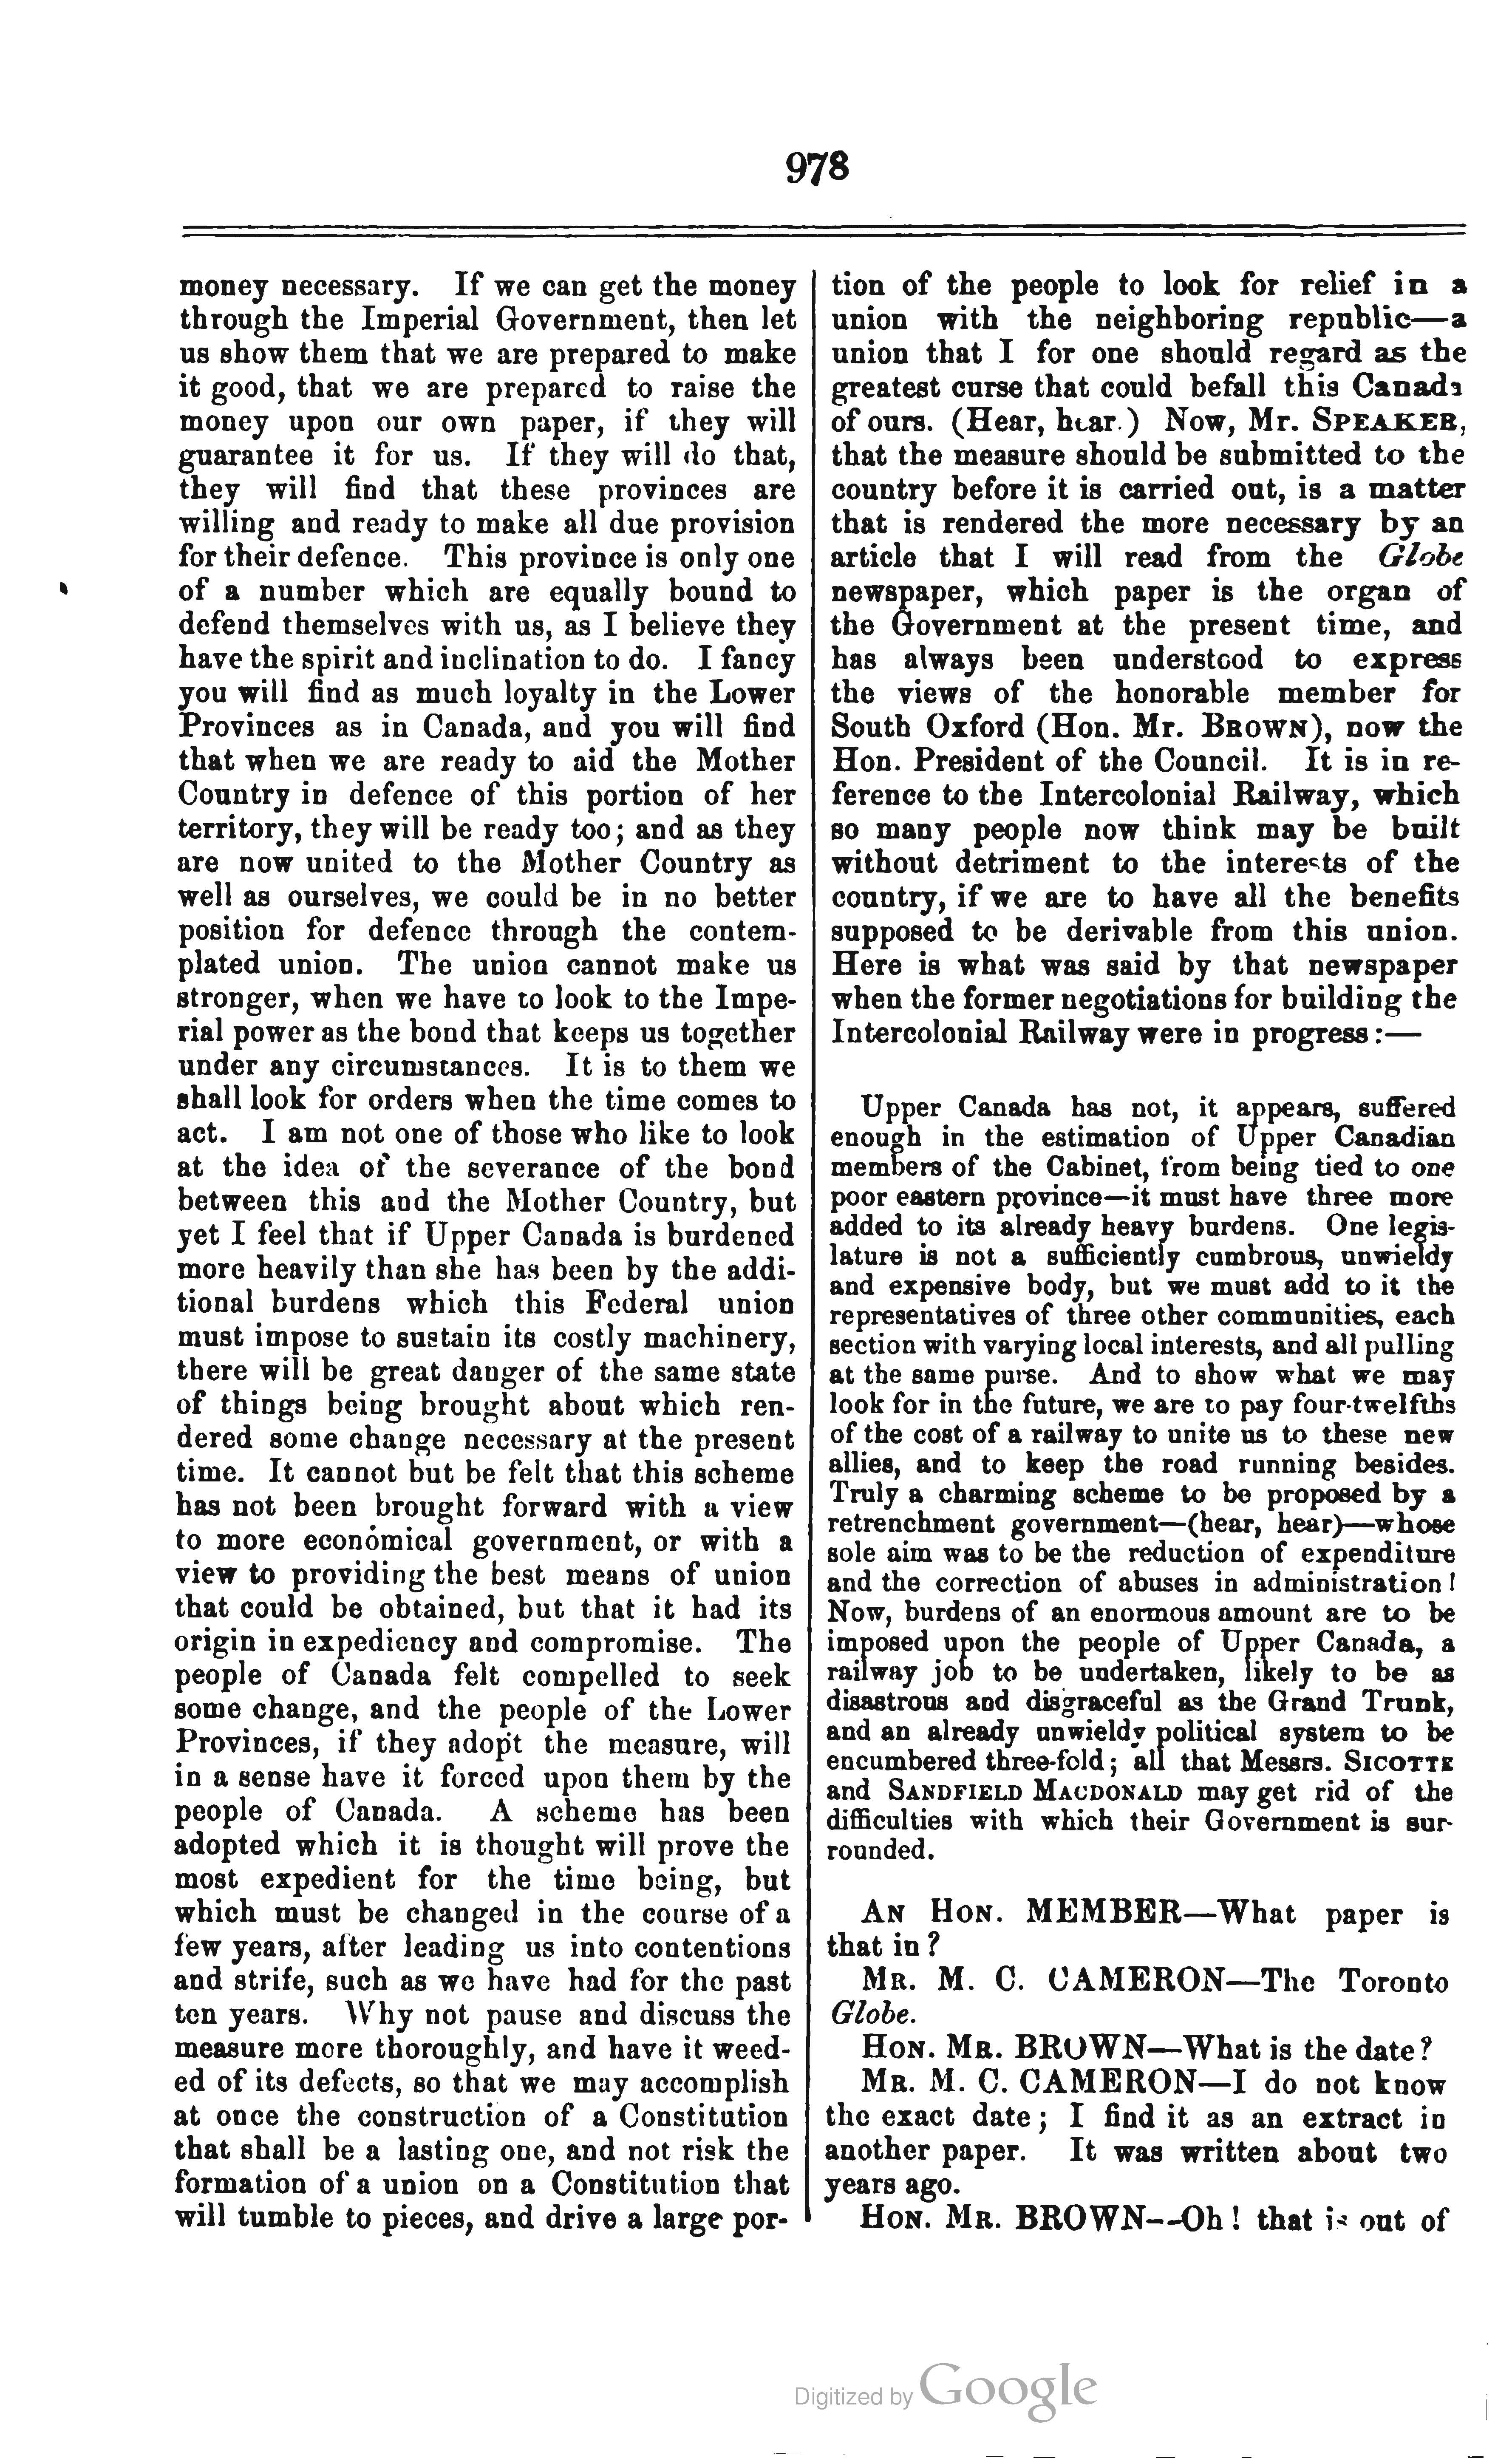 978
money necessary. If we can get the money
through the Imperial Government, then let
us show them that we are prepared to make
it good, that we are prepared to raise the
money upon our own paper, if they will
guarantee it for us. If they will do that,
they will find that these provinces are
willing and ready to make all due provision
for their defence. This province is only one
of a number which are equally bound to
defend themselves with us, as I believe they
have the spirit and inclination to do. I fancy
you will find as much loyalty in the Lower
Provinces as in Canada, and you will find
that when we are ready to aid the Mother
Country in defence of this portion of her
territory, they will be ready too; and as they
are now united to the Mother Country as
well as ourselves, we could be in no better
position for defence through the contem-
plated union. The union cannot make us
stronger, when we have to look to the Impe-
rial power as the bond that keeps us together
under any circumstances. It is to them we
shall look for orders when the time comes to
act. I am not one of those who like to look
at the idea of the severance of the bond
between this and the Mother Country, but
yet I feel that if Upper Canada is burdened
more heavily than she has been by the addi-
tional burdens which this Federal union
must impose to sustain its costly machinery,
there will be great danger of the same state
of things being brought about which ren-
dered some change necessary at the present
time. It cannot but be felt that this scheme
has not been brought forward with a view
to more economical government, or with a
view to providing the best means of union
that could be obtained, but that it had its
origin in expediency and compromise. The
people of Canada felt compelled to seek
some change, and the people of the Lower
Provinces, if they adopt the measure, will
in a sense have it forced upon them by the
people of Canada. A scheme has been
adopted which it is thought will prove the
most expedient for the time being, but
which must be changed in the course of a
few years, after leading us into contentions
and strife, such as we have had for the past
ten years. Why not pause and discuss the
measure more thoroughly, and have it weed-
ed of its defects, so that we may accomplish
at once the construction of a Constitution
that shall be a lasting one, and not risk the
formation of a union on a Constitution that
will tumble to pieces, and drive a large por-
tion of the people to look for relief in a
union with the neighboring republic—a
union that I for one should regard as the
greatest curse that could befall this Canada
of ours. (Hear, hear.) Now, Mr. SPEAKER,
that the measure should be submitted to the
country before it is carried out, is a matter
that is rendered the more necessary by an
article that I will read from the Globe
newspaper, which paper is the organ of
the Government at the present time, and
has always been understood to express
the views of the honorable member for
South Oxford (Hon. Mr. BROWN), now the
Hon. President of the Council. It is in re-
ference to the Intercolonial Railway, which
so many people now think may be built
without detriment to the interests of the
country, if we are to have all the benefits
supposed to be derivable from this union.
Here is what was said by that newspaper
when the former negotiations for building the
Intercolonial Railway were in progress:—
Upper Canada has not, it appears, suffered
enough in the estimation of Upper Canadian
members of the Cabinet, from being tied to one
poor eastern province—it must have three more
added to its already heavy burdens. One legis-
lature is not a sufficiently cumbrous, unwieldy
and expensive body, but we must add to it the
representatives of three other communities, each
section with varying local interests, and all pulling
at the same purse. And to show what we may
look for in the future, we are to pay four-twelfths
of the cost of a railway to unite us to these new
allies, and to keep the road running besides.
Truly a charming scheme to be proposed by a
retrenchment government—(hear, hear)—whose
sole aim was to be the reduction of expenditure
and the correction of abuses in administration!
Now, burdens of an enormous amount are to be
imposed upon the people of Upper Canada, a
railway job to be undertaken, likely to be as
disastrous and disgraceful as the Grand Trunk,
and an already unwieldy political system to be
encumbered three-fold; all that Messrs. SICOTTE
and SANDFIELD MACDONALD may get rid of the
difficulties with which their Government is sur-
rounded.
AN HON. MEMBER—What paper is
that in?
MR. M. C. CAMERON—The Toronto
Globe.
HON. MR. BROWN—What is the date?
MR. M. C. CAMERON—I do not know
the exact date; I find it as an extract in
another paper. It was written about two
years ago.
HON. MR. BROWN--Oh! that is out of
Digitized by Google